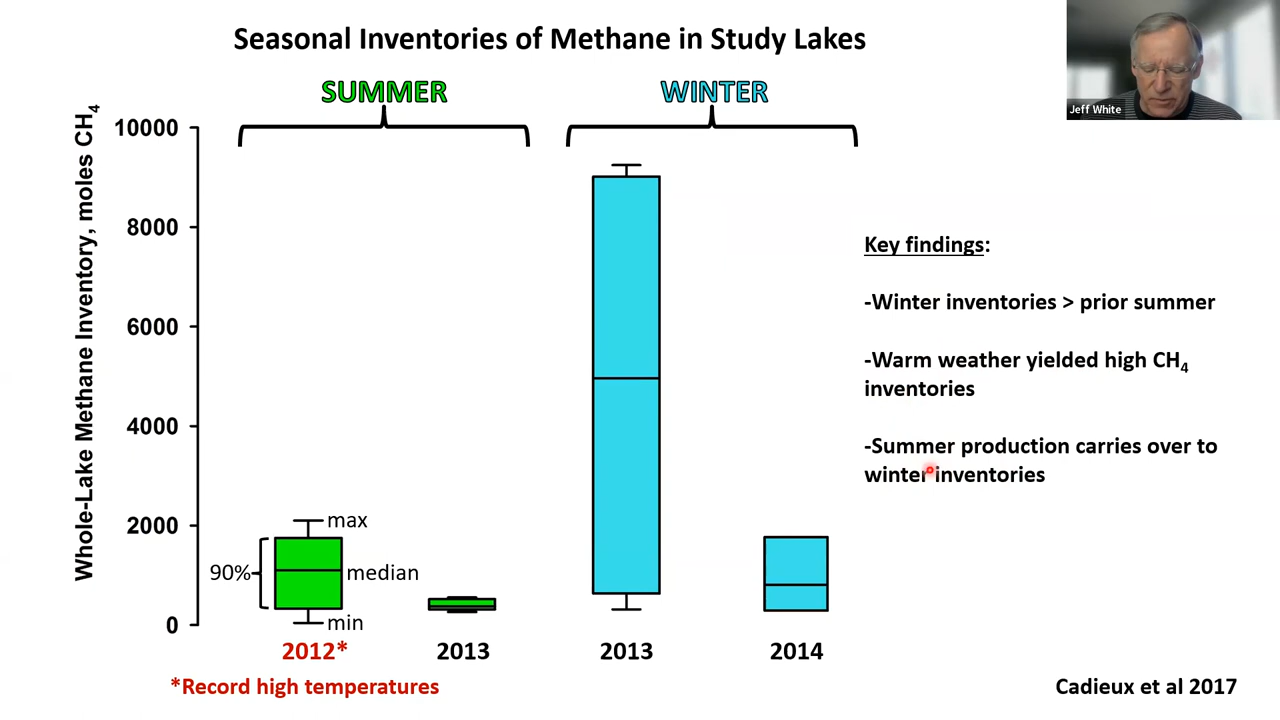 Seasonal Inventories of Methane in Study Lakes
Jeff White
SUMMER
WINTER
Whole-Lake Methane Inventory, moles CH₄
10000
8000
6000
4000
2000
0
90%
max
median
min
2012*
2013
2013
2014
*Record high temperatures
Key findings:
-Winter inventories > prior summer
-Warm weather yielded high CH₄
inventories
-Summer production carries over to
winter inventories
Cadieux et al 2017